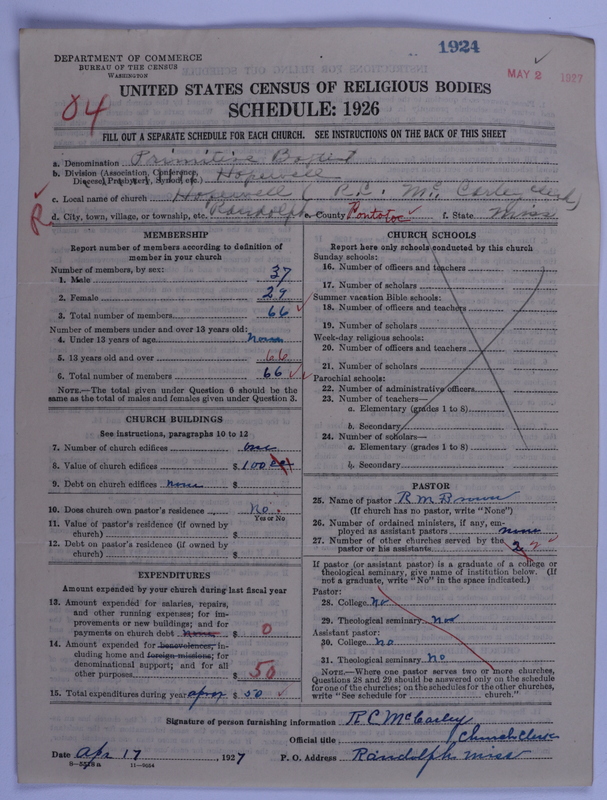 1924
MAY 2 1927
DEPARTMENT OF COMMERCE
BUREAU OF THE CENSUS
WASHINGTON
UNITED STATES CENSUS OF RELIGIOUS BODIES
SCHEDULE: 1926
84
FILL OUT A SEPARATE SCHEDULE FOR EACH CHURCH. SEE INSTRUCTIONS ON THE BACK OF THIS SHEET
a. Denomination Primitive Baptist
b. Division (Association, Conference, Diocese, Presbytery, Synod, etc.) Hopewell
c. Local name of church Hopewell (R.C. McCarley Clerk)
d. City, town, village, or township, etc. Randolph e. County Pontotoc f. State Miss
R
MEMBERSHIP
Report number of members according to definition of
member in your church
Number of members, by sex:
1. Male 37
2. Female 29
3. Total number of members 66
Number of members under and over 13 years old:
4. Under 13 years of age None
5. 13 years old and over 66
6. Total number of members 66
NOTE.—The total given under Question 6 should be the
same as the total of males and females given under Question 3.
CHURCH BUILDINGS
See instructions, paragraphs 10 to 12
7. Number of church edifices one
8. Value of church edifices $ 100
9. Debt on church edifices none $
10. Does church own pastor's residence No.
Yes or No
11. Value of pastor's residence (if owned by
church) $
12. Debt on pastor's residence (if owned by
church) $
EXPENDITURES
Amount expended by your church during last fiscal year
13. Amount expended for salaries, repairs,
and other running expenses; for im-
provements or new buildings; and for
payments on church debt none $ 0
14. Amount expended for benevolences, in-
cluding home and foreign missions; for
denominational support; and for all
other purposes $ 50
15. Total expenditures during year $ 50
CHURCH SCHOOLS
Report here only schools conducted by this church
Sunday schools:
16. Number of officers and teachers
17. Number of scholars
Summer vacation Bible schools:
18. Number of officers and teachers
19. Number of scholars
Week-day religious schools:
20. Number of officers and teachers
21. Number of scholars
Parochial schools:
22. Number of administrative officers
23. Number of teachers—
a. Elementary (grades 1 to 8)
b. Secondary
24. Number of scholars—
a. Elementary (grades 1 to 8)
b. Secondary
PASTOR
25. Name of pastor R M Brown
(If church has no pastor, write "None")
26. Number of ordained ministers, if any, em-
ployed as assistant pastors none
27. Number of other churches served by the
pastor or his assistants 2
If pastor (or assistant pastor) is a graduate of a college or
theological seminary, give name of institution below. (If
not a graduate, write "No" in the space indicated.)
Pastor:
28. College No
29. Theological seminary No
Assistant pastor:
30. College No
31. Theological seminary No
NOTE.—Where one pastor serves two or more churches,
Questions 28 and 29 should be answered only on the schedule
for one of the churches; on the schedules for the other churches,
write "See schedule for church."
Signature of person furnishing information R C McCarley
Official title Church Clerk
Date Apr 17, 1927 P. O. Address Randolph Miss
8-5218a 11-9064